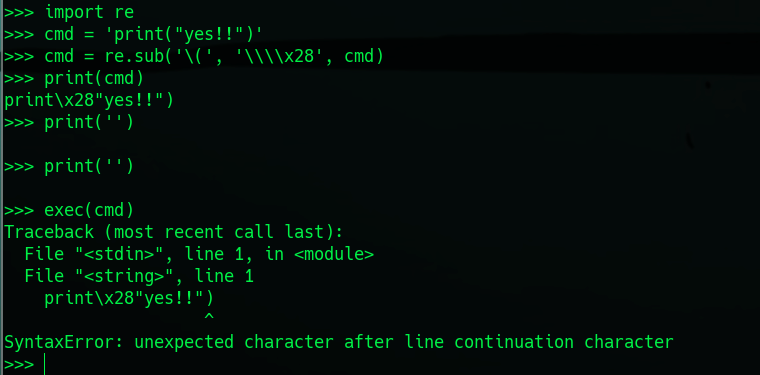 >>> import re
>>> cmd = 'print("yes!!")'
>>> cmd = re.sub('\(', '\\\\x28', cmd)
>>> print(cmd)
print\x28"yes!!")
>>> print('')
>>> print('')
>>> exec(cmd)
Traceback (most recent call last):
  File "<stdin>", line 1, in <module>
  File "<string>", line 1
    print\x28"yes!!")
                    ^
SyntaxError: unexpected character after line continuation character
>>>